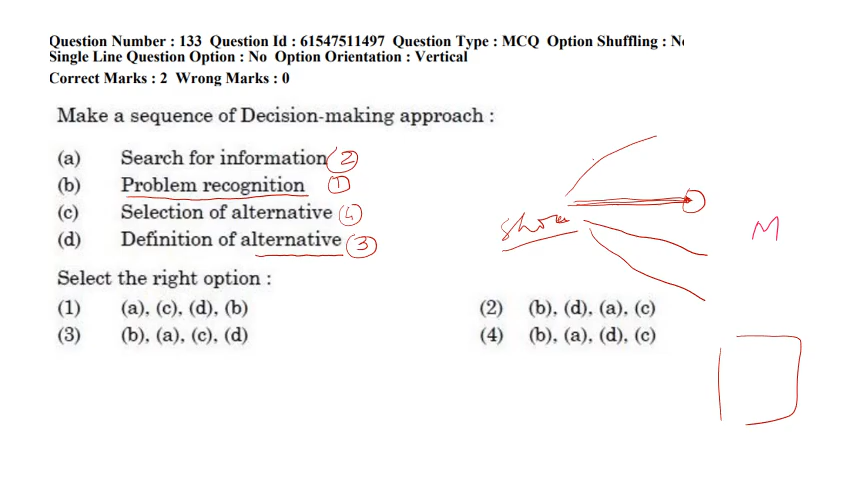 Question Number : 133 Question Id : 61547511497 Question Type : MCQ Option Shuffling : No
Single Line Question Option : No Option Orientation : Vertical
Correct Marks : 2 Wrong Marks : 0
Make a sequence of Decision-making approach :
(a) Search for information 2
(b) Problem recognition 1
(c) Selection of alternative 4
(d) Definition of alternative 3
M
Select the right option :
(1) (a), (c), (d), (b) (2) (b), (d), (a), (c)
(3) (b), (a), (c), (d) (4) (b), (a), (d), (c)